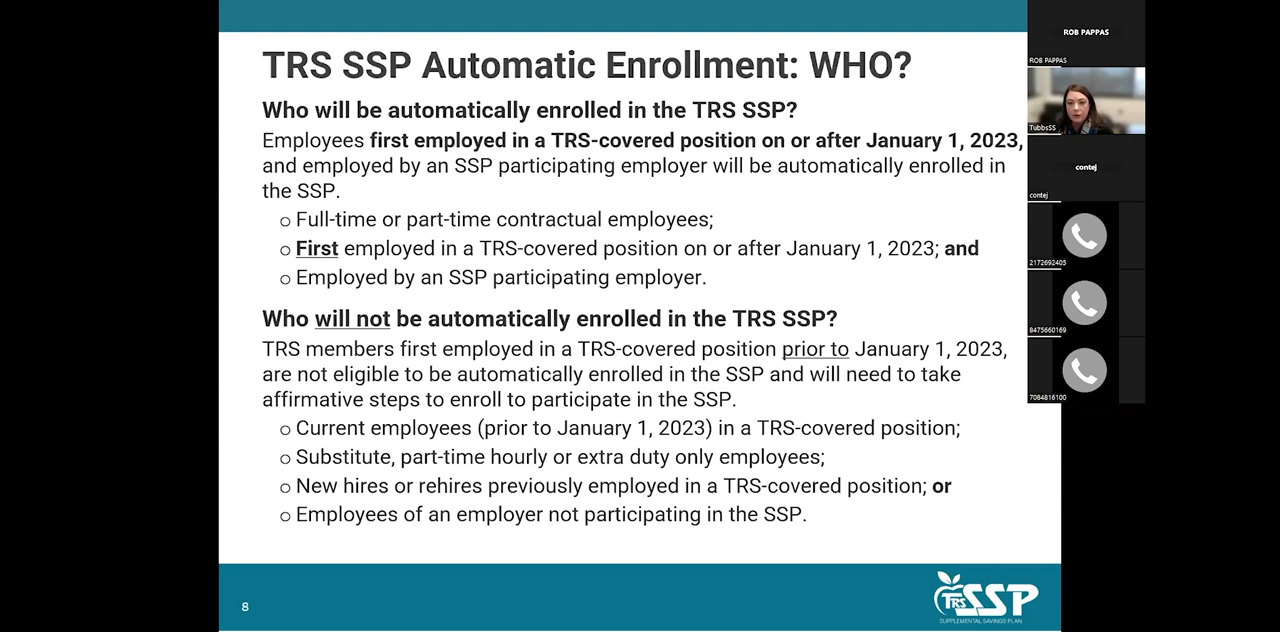 TRS SSP Automatic Enrollment: WHO?
Who will be automatically enrolled in the TRS SSP?
Employees first employed in a TRS-covered position on or after January 1, 2023,
and employed by an SSP participating employer will be automatically enrolled in
the SSP.
o Full-time or part-time contractual employees;
o First employed in a TRS-covered position on or after January 1, 2023; and
o Employed by an SSP participating employer.
Who will not be automatically enrolled in the TRS SSP?
TRS members first employed in a TRS-covered position prior to January 1, 2023,
are not eligible to be automatically enrolled in the SSP and will need to take
affirmative steps to enroll to participate in the SSP.
o Current employees (prior to January 1, 2023) in a TRS-covered position;
o Substitute, part-time hourly or extra duty only employees;
o New hires or rehires previously employed in a TRS-covered position; or
o Employees of an employer not participating in the SSP.
8
TRS SSP
SUPPLEMENTAL SAVINGS PLAN
ROB PAPPAS
ROB PAPPAS
TubbsSS
contej
contej
2172692405
8475660169
7084816100